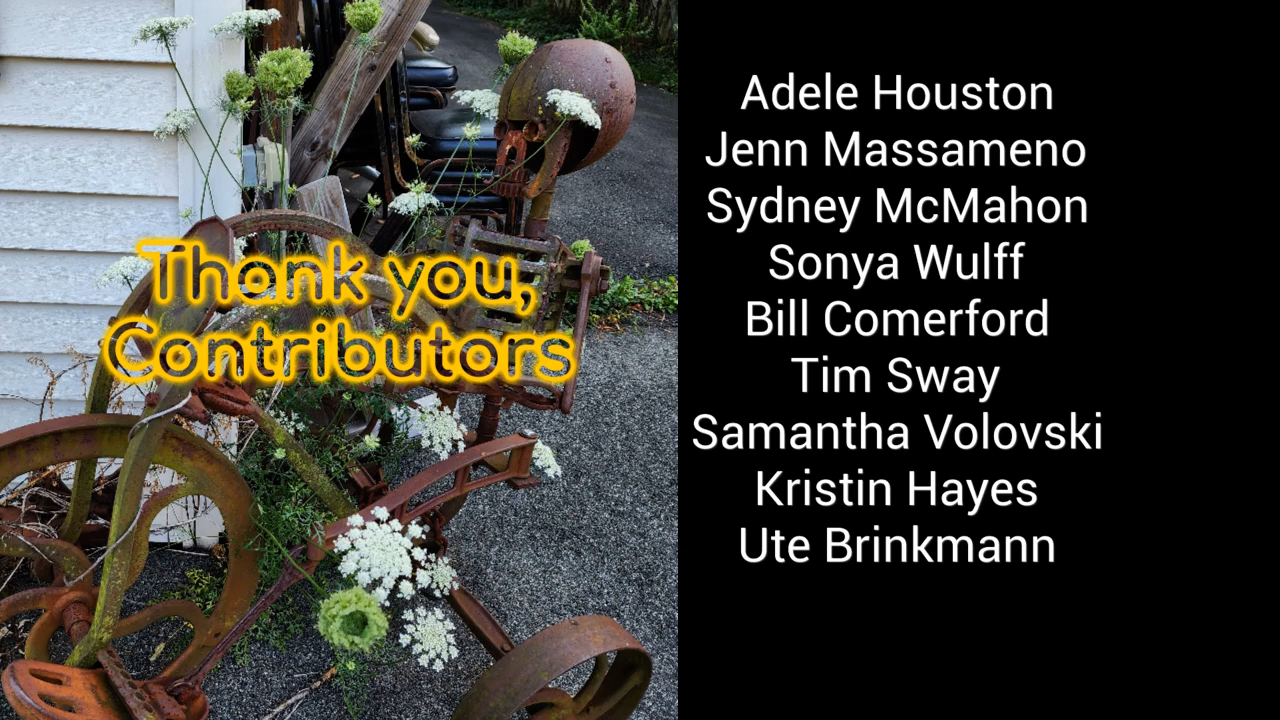 Thank you,
Contributors
Adele Houston
Jenn Massameno
Sydney McMahon
Sonya Wulff
Bill Comerford
Tim Sway
Samantha Volovski
Kristin Hayes
Ute Brinkmann